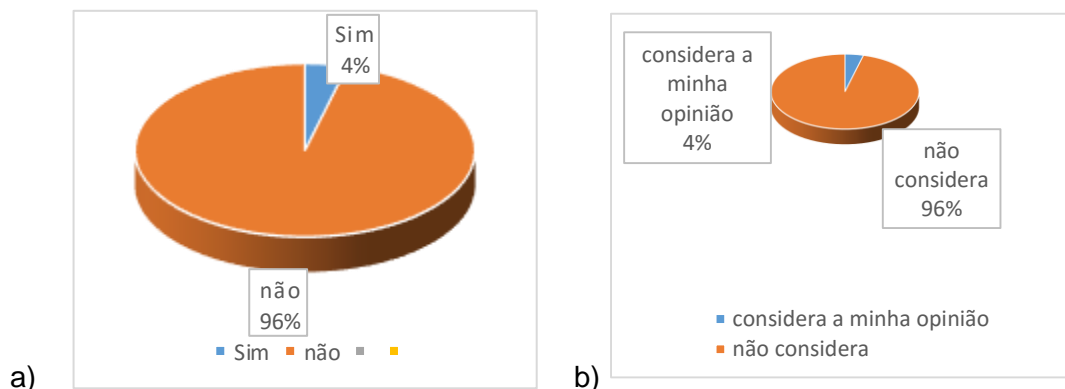 Sim
4%
não
96%
Sim não
a)
considera a
minha
opinião
4%
não
considera
96%
considera a minha opinião
não considera
b)